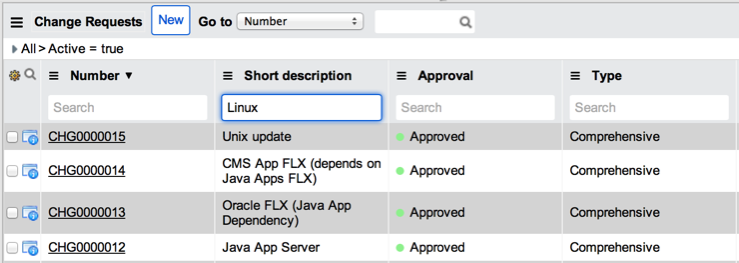 Change Requests New Go to Number
All > Active = true
Number ▼ Short description Approval Type
Search Linux Search Search
CHG0000015 Unix update Approved Comprehensive
CHG0000014 CMS App FLX (depends on Java Apps FLX) Approved Comprehensive
CHG0000013 Oracle FLX (Java App Dependency) Approved Comprehensive
CHG0000012 Java App Server Approved Comprehensive